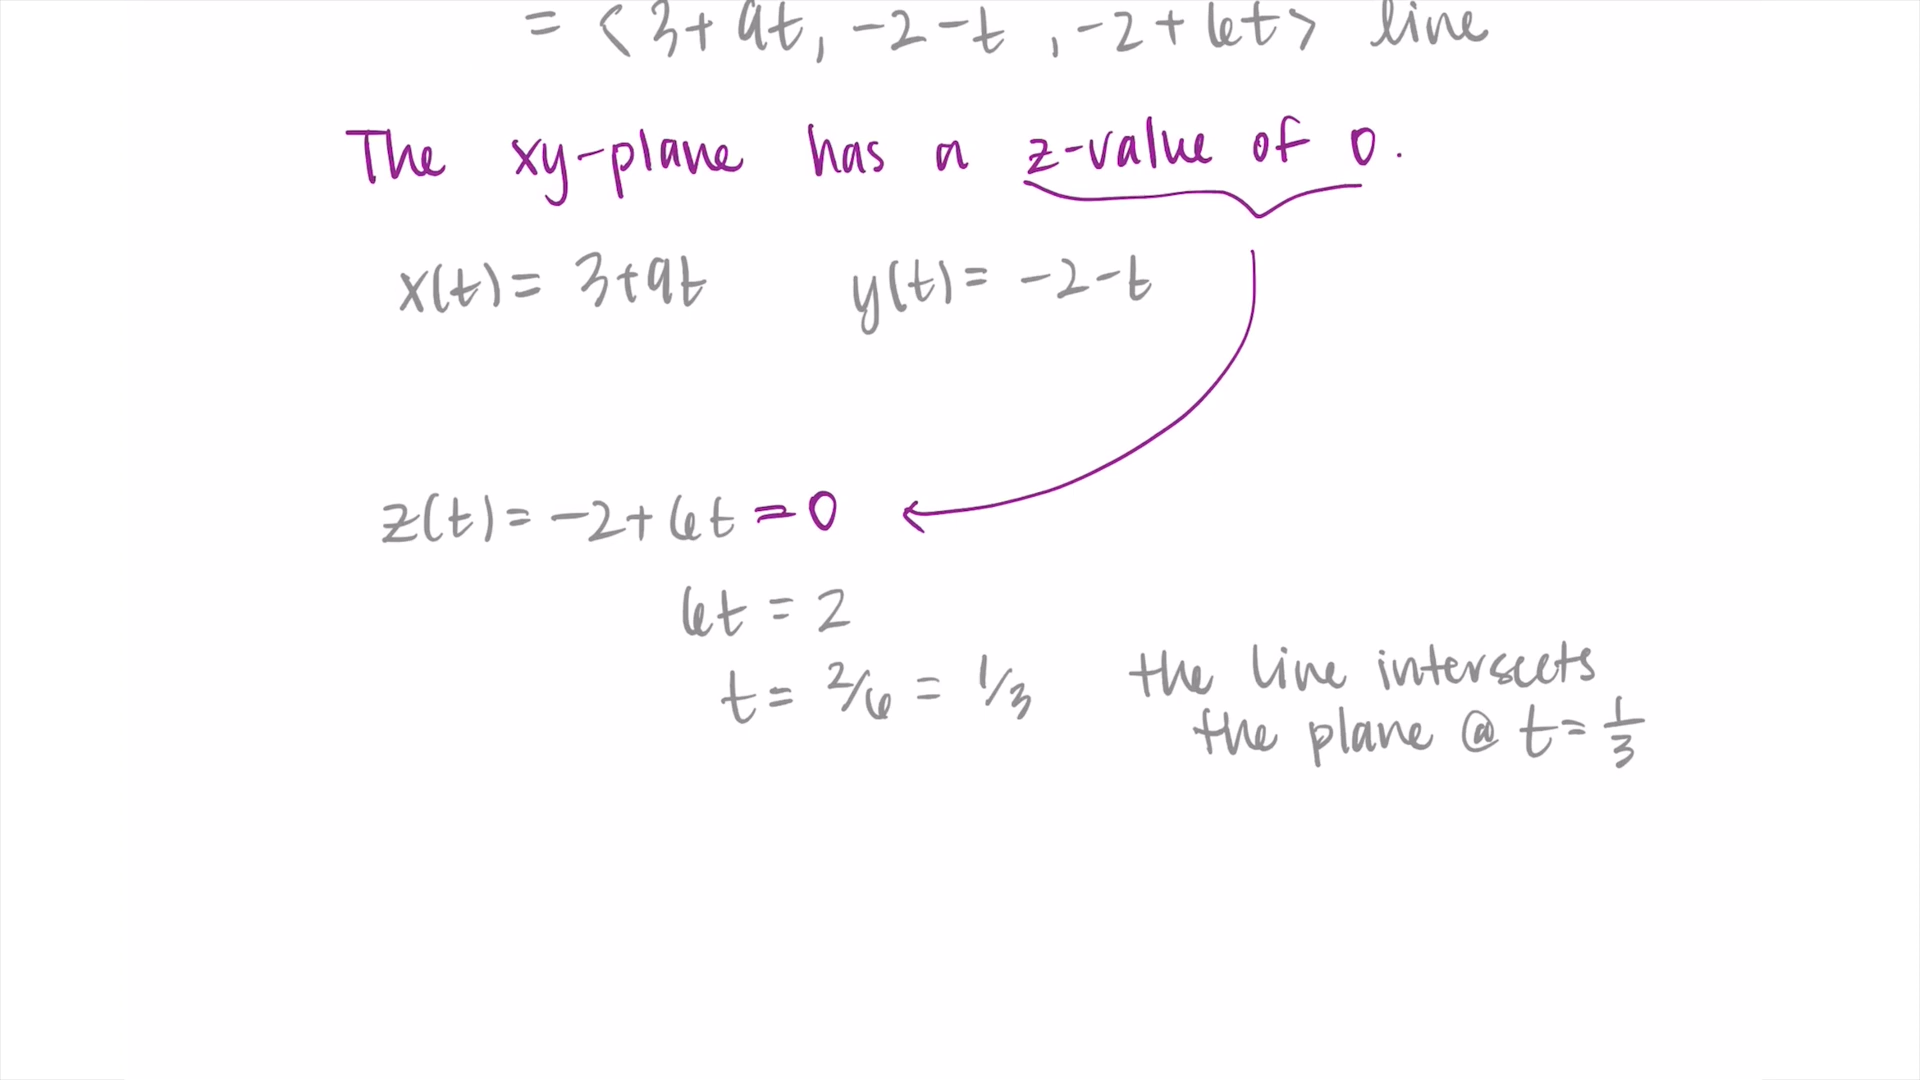 = < 3+9t, -2-t , -2+6t > line
The xy-plane has a z-value of 0.
x(t) = 3+9t y(t) = -2-t
z(t) = -2+6t = 0
6t = 2
t = 2/6 = 1/3
the line intersects
the plane @ t = 1/3